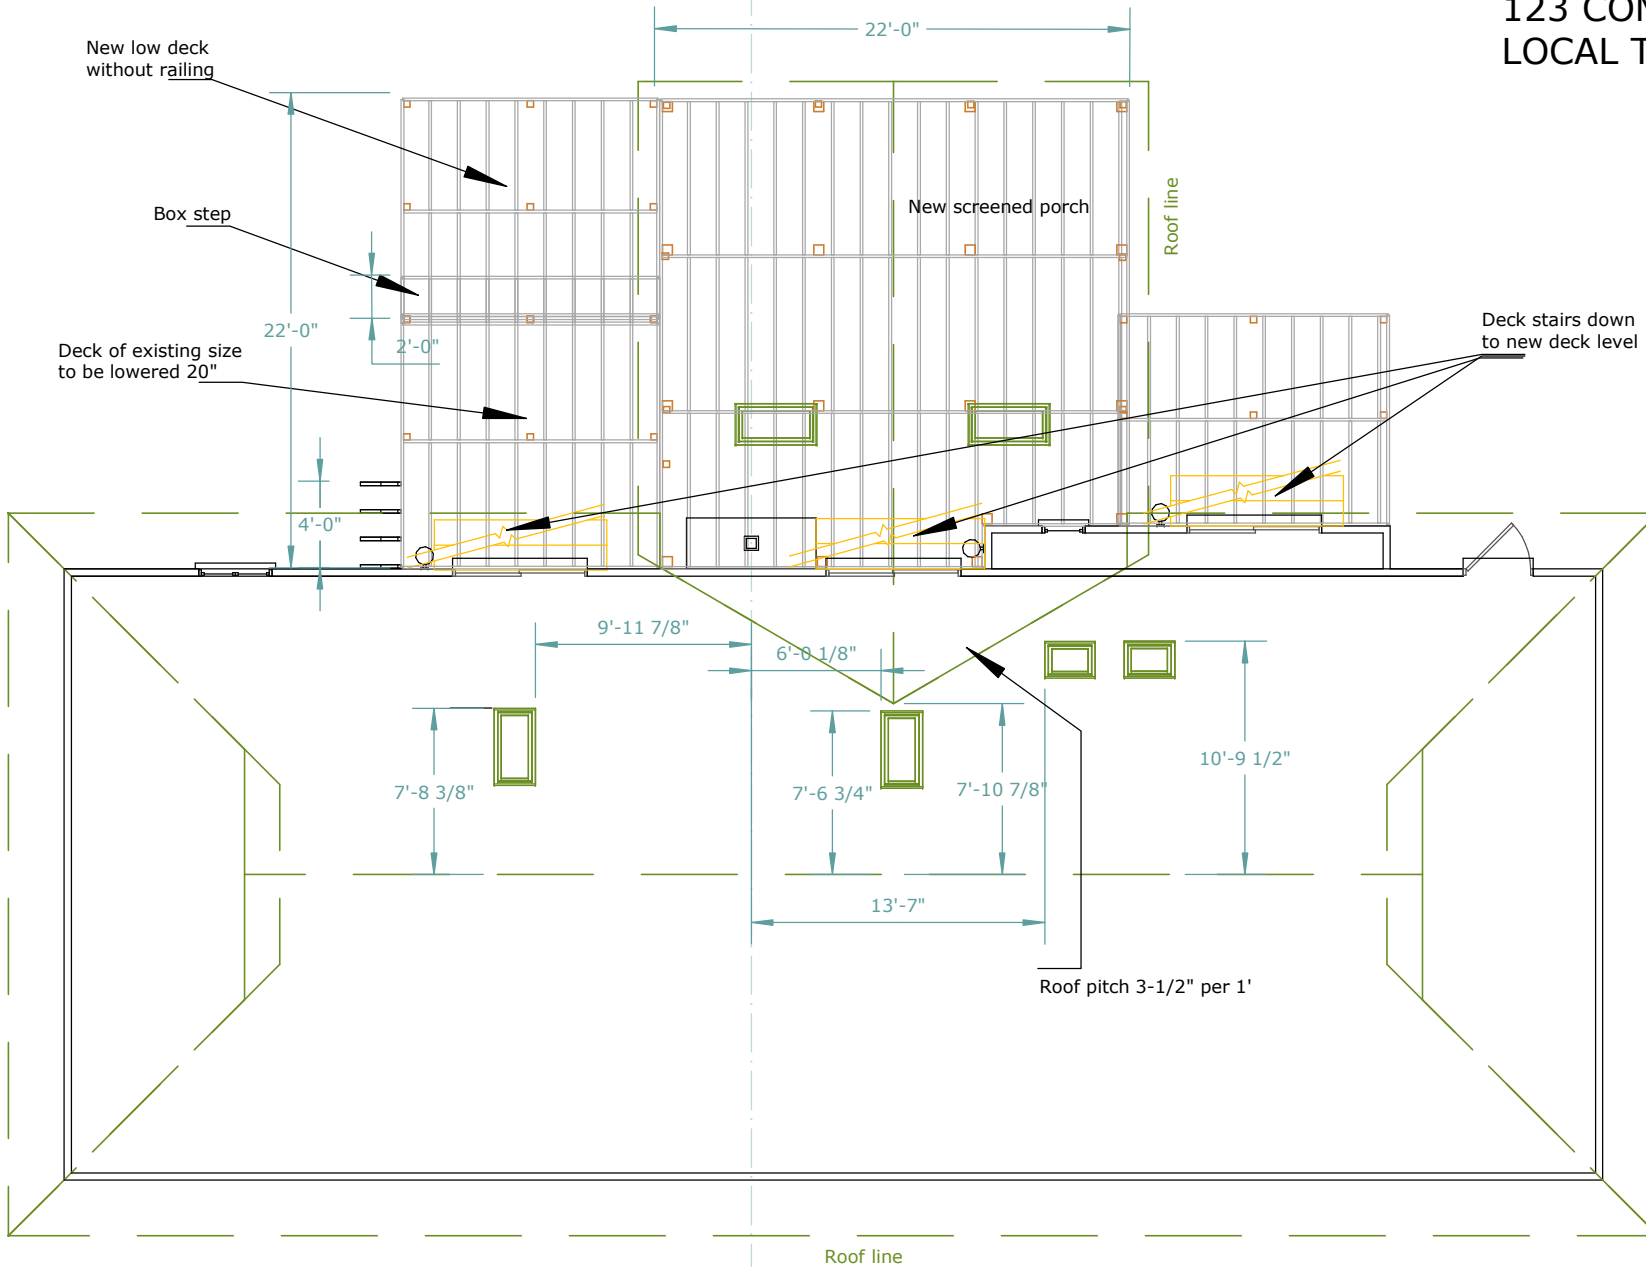 123 CON
LOCAL T
22'-0"
New low deck
without railing
Box step
New screened porch
Roof line
22'-0"
2'-0"
Deck of existing size
to be lowered 20"
Deck stairs down
to new deck level
4'-0"
9'-11 7/8"
6'-0 1/8"
7'-8 3/8"
7'-6 3/4"
7'-10 7/8"
10'-9 1/2"
13'-7"
Roof pitch 3-1/2" per 1'
Roof line